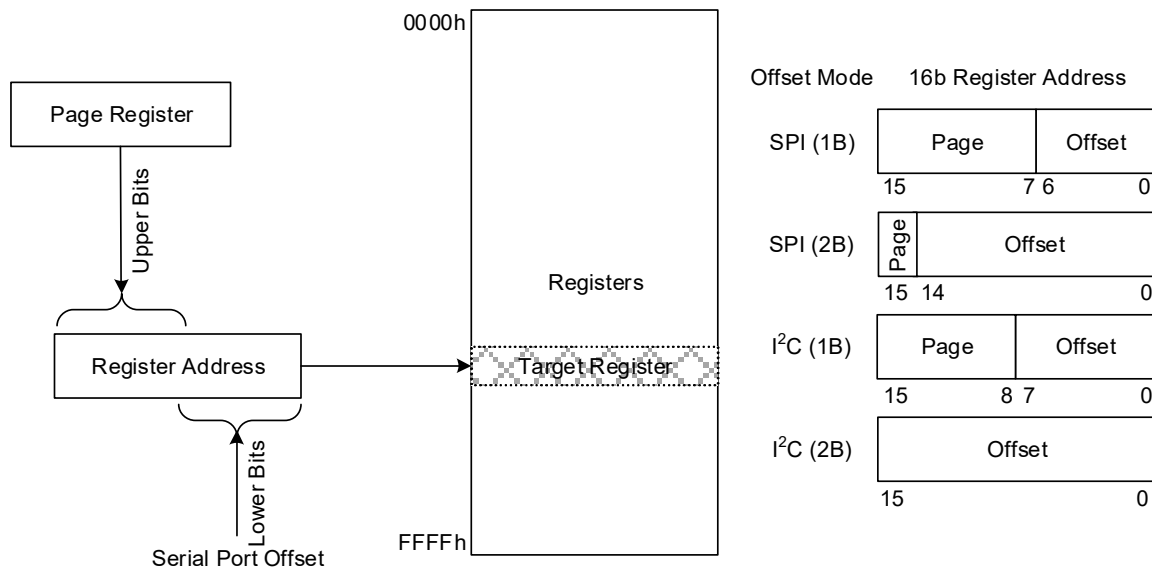 0000h
Page Register
Upper Bits
Register Address
Lower Bits
Serial Port Offset
Registers
Target Register
FFFFh
Offset Mode 16b Register Address
SPI (1B) Page Offset
15 7 6 0
SPI (2B) Page Offset
15 14 0
I²C (1B) Page Offset
15 8 7 0
I²C (2B) Offset
15 0